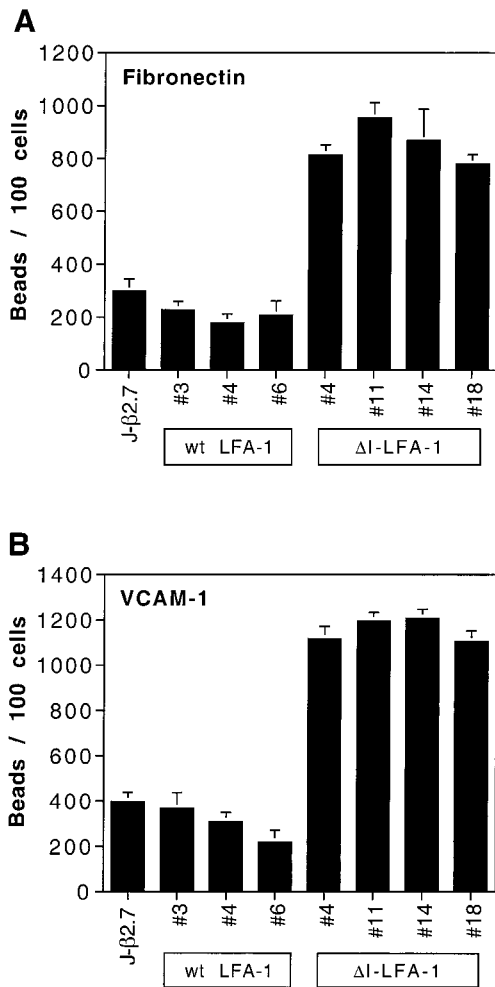 A
Fibronectin
Beads / 100 cells
1200
1000
800
600
400
200
0
J-β2.7
#3
#4
#6
#4
#11
#14
#18
wt LFA-1
ΔI-LFA-1
B
VCAM-1
Beads / 100 cells
1400
1200
1000
800
600
400
200
0
J-β2.7
#3
#4
#6
#4
#11
#14
#18
wt LFA-1
ΔI-LFA-1